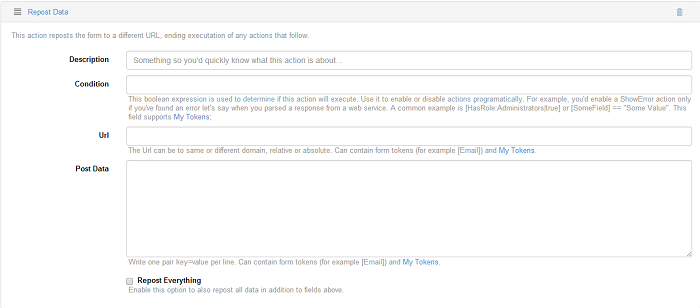 Repost Data
This action reposts the form to a different URL, ending execution of any actions that follow.
Description
Something so you'd quickly know what this action is about...
Condition
This boolean expression is used to determine if this action will execute. Use it to enable or disable actions programatically. For example, you'd enable a ShowError action only
if you've found an error let's say when you parsed a response from a web service. A common example is [HasRole:Administrators|true] or [SomeField] == "Some Value". This
field supports My Tokens;
Url
The Url can be to same or different domain, relative or absolute. Can contain form tokens (for example [Email]) and My Tokens.
Post Data
Write one pair key=value per line. Can contain form tokens (for example [Email]) and My Tokens.
Repost Everything
Enable this option to also repost all data in addition to fields above.